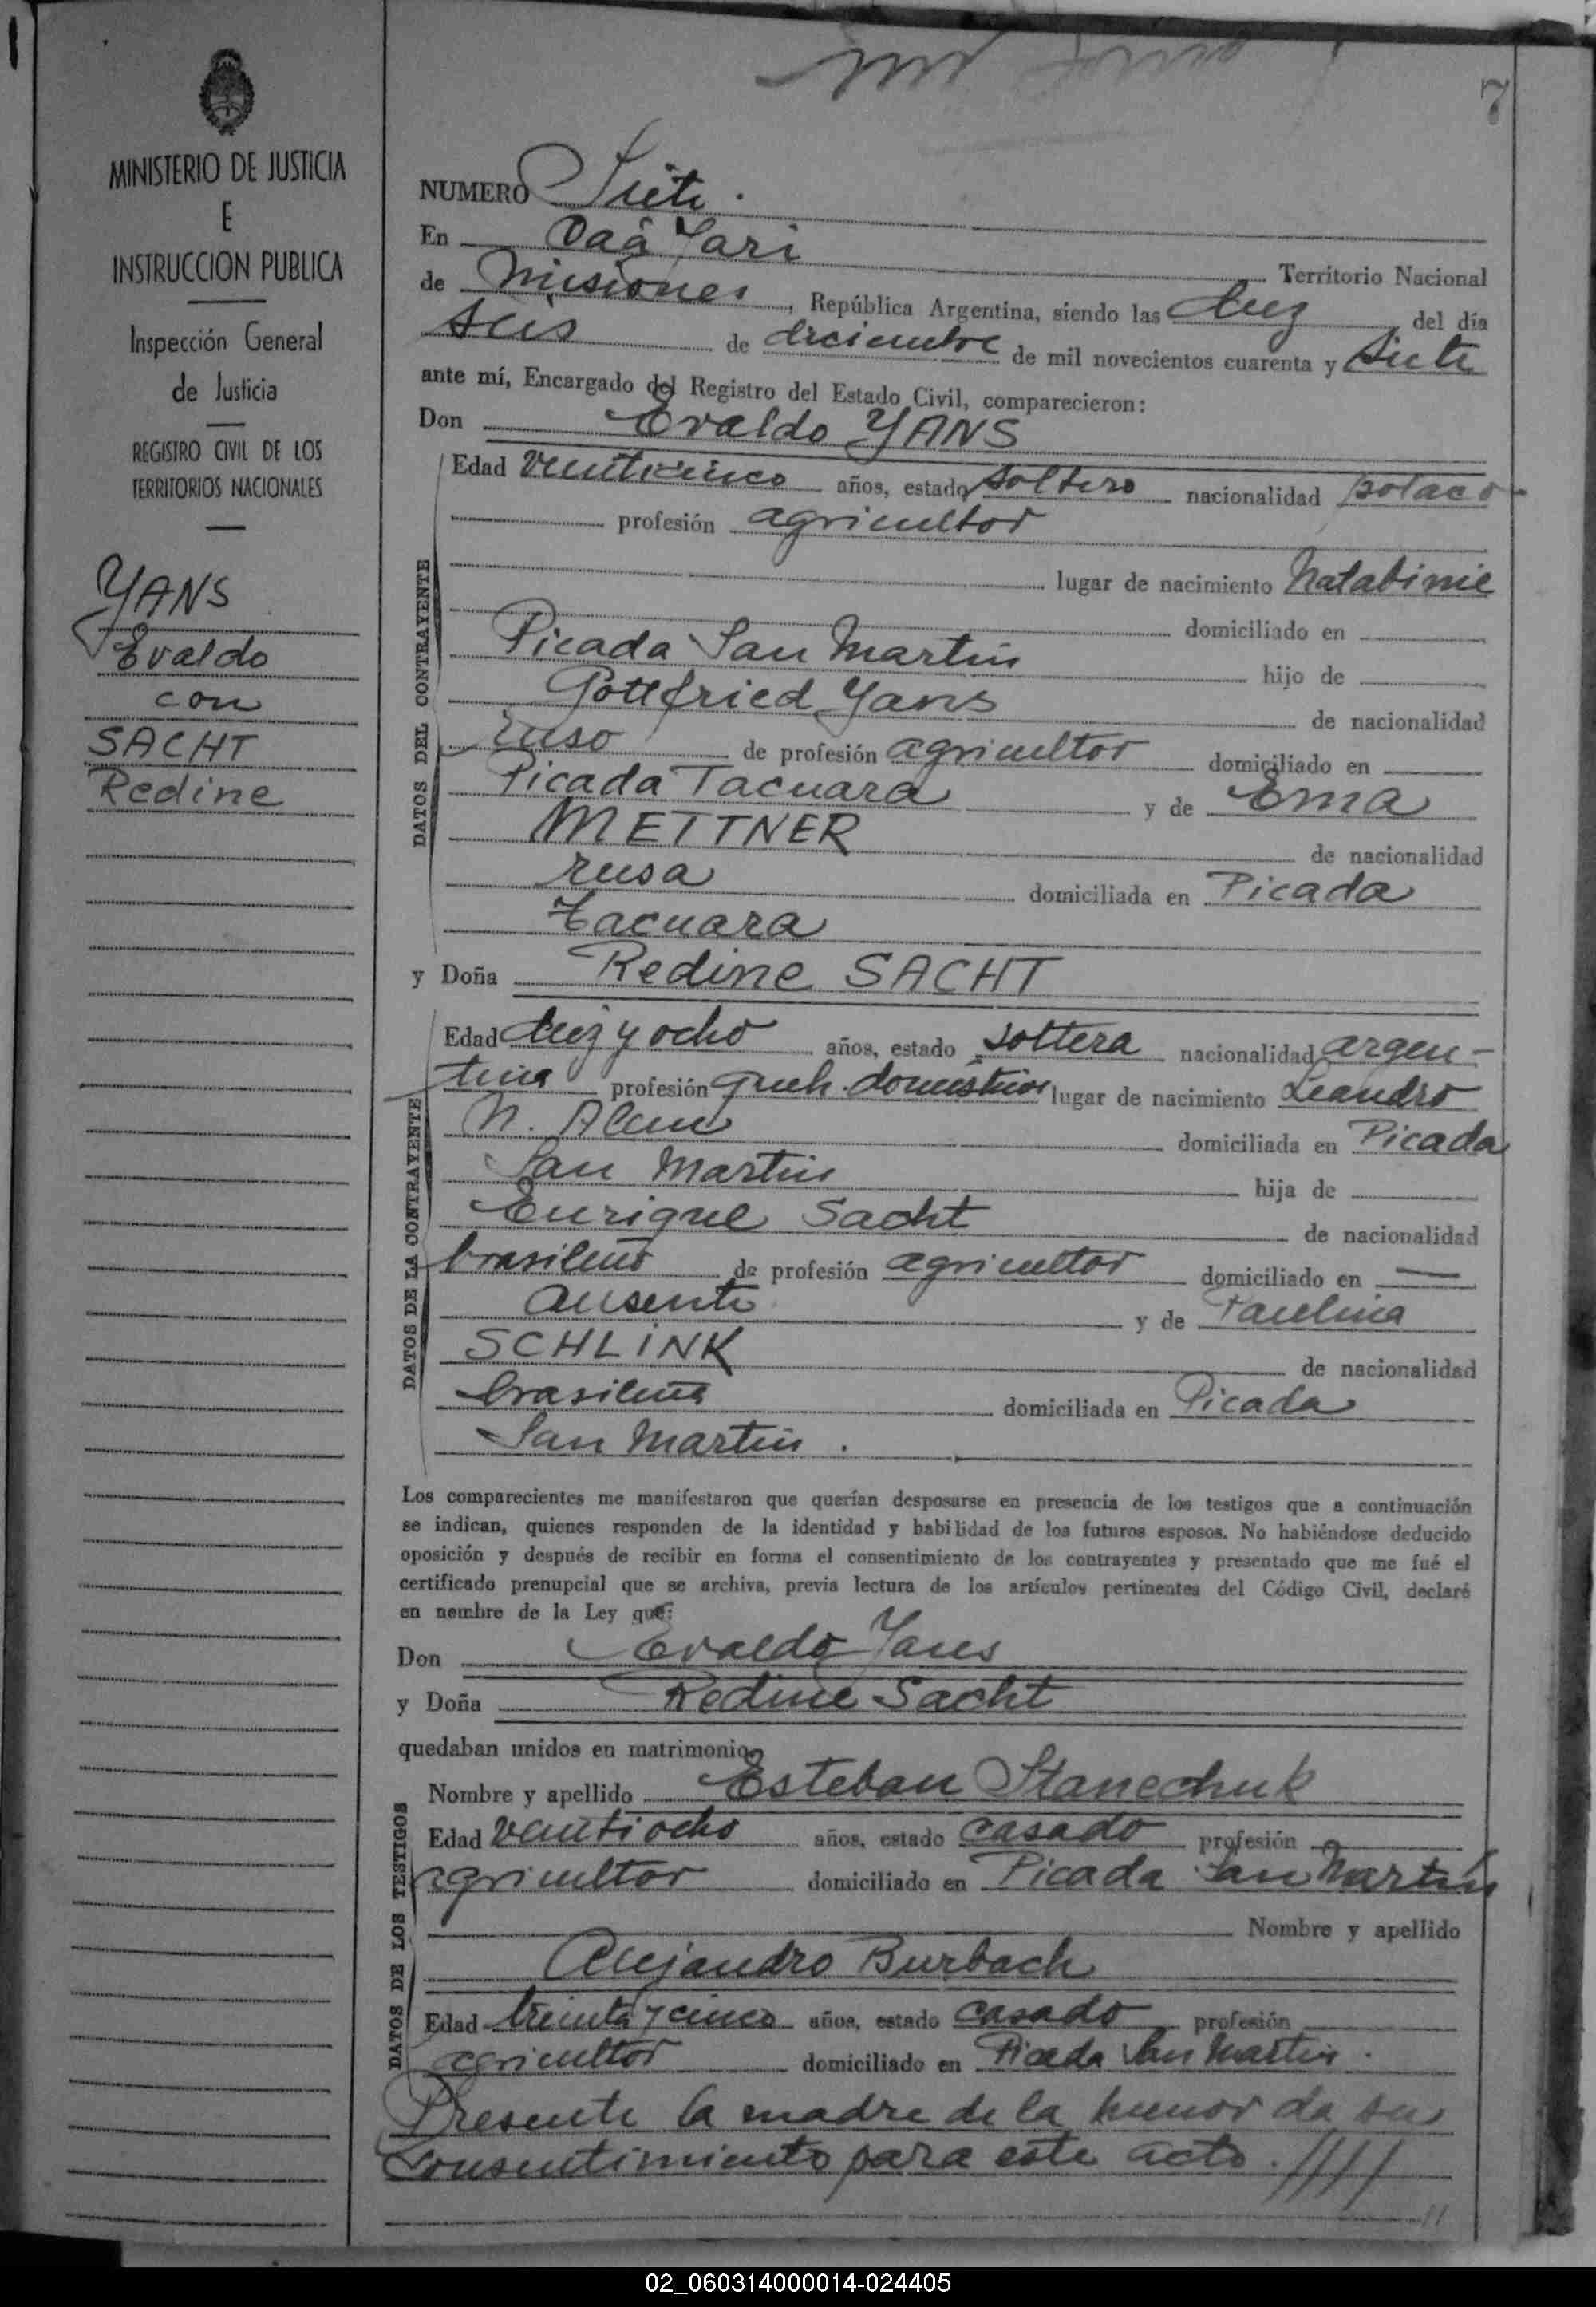 7
MINISTERIO DE JUSTICIA
E
INSTRUCCION PUBLICA
Inspección General
de Justicia
REGISTRO CIVIL DE LOS
TERRITORIOS NACIONALES
YANS
Evaldo
con
SACHT
Redine
NUMERO Siete.
En Caá Yari Territorio Nacional
de Misiones, República Argentina, siendo las diez del día
seis de diciembre de mil novecientos cuarenta y siete
ante mí, Encargado del Registro del Estado Civil, comparecieron:
Don Evaldo YANS
DATOS DEL CONTRAYENTE
Edad veinticinco años, estado soltero nacionalidad polaco
profesión agricultor
lugar de nacimiento Natabinie
domiciliado en
Picada San Martin hijo de
Gottfried Yans de nacionalidad
ruso de profesión agricultor domiciliado en
Picada Tacuara y de Ema
METTNER de nacionalidad
rusa domiciliada en Picada
Tacuara
y Doña Redine SACHT
DATOS DE LA CONTRAYENTE
Edad diez y ocho años, estado soltera nacionalidad argen-
tina profesión queh. domésticos lugar de nacimiento Leandro
N. Alem domiciliada en Picada
San Martin hija de
Enrique Sacht de nacionalidad
brasileño de profesión agricultor domiciliado en
ausente y de Paulina
SCHLINK de nacionalidad
brasileña domiciliada en Picada
San Martin.
Los comparecientes me manifestaron que querían desposarse en presencia de los testigos que a continuación
se indican, quienes responden de la identidad y habilidad de los futuros esposos. No habiéndose deducido
oposición y después de recibir en forma el consentimiento de los contrayentes y presentado que me fué el
certificado prenupcial que se archiva, previa lectura de los artículos pertinentes del Código Civil, declaré
en nombre de la Ley que:
Don Evaldo Yans
y Doña Redine Sacht
quedaban unidos en matrimonio
DATOS DE LOS TESTIGOS
Nombre y apellido Esteban Stanechuk
Edad veintiocho años, estado casado profesión
agricultor domiciliado en Picada San Martin
Nombre y apellido
Alejandro Burbach
Edad treinta y cinco años, estado casado profesión
agricultor domiciliado en Picada San Martin.
Presente la madre de la menor da su
consentimiento para este acto. ////
02_060314000014-024405